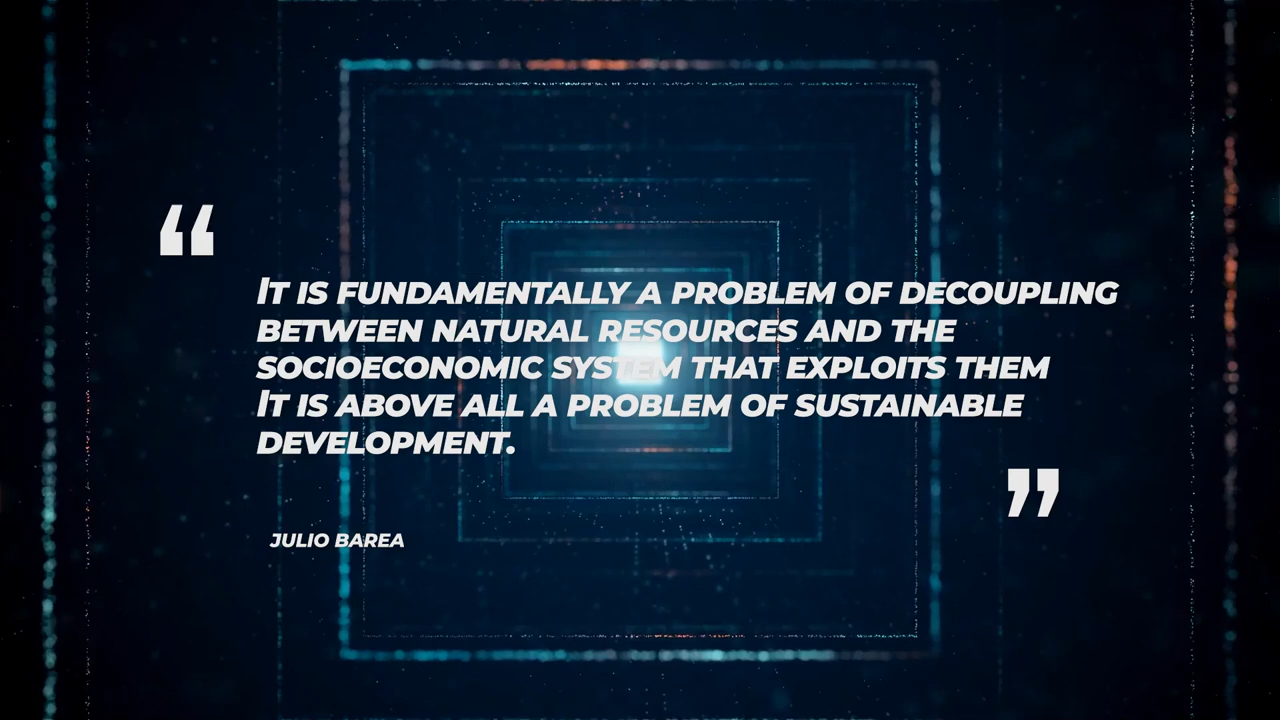 “
It is fundamentally a problem of decoupling
between natural resources and the
socioeconomic system that exploits them
It is above all a problem of sustainable
development.
”
JULIO BAREA